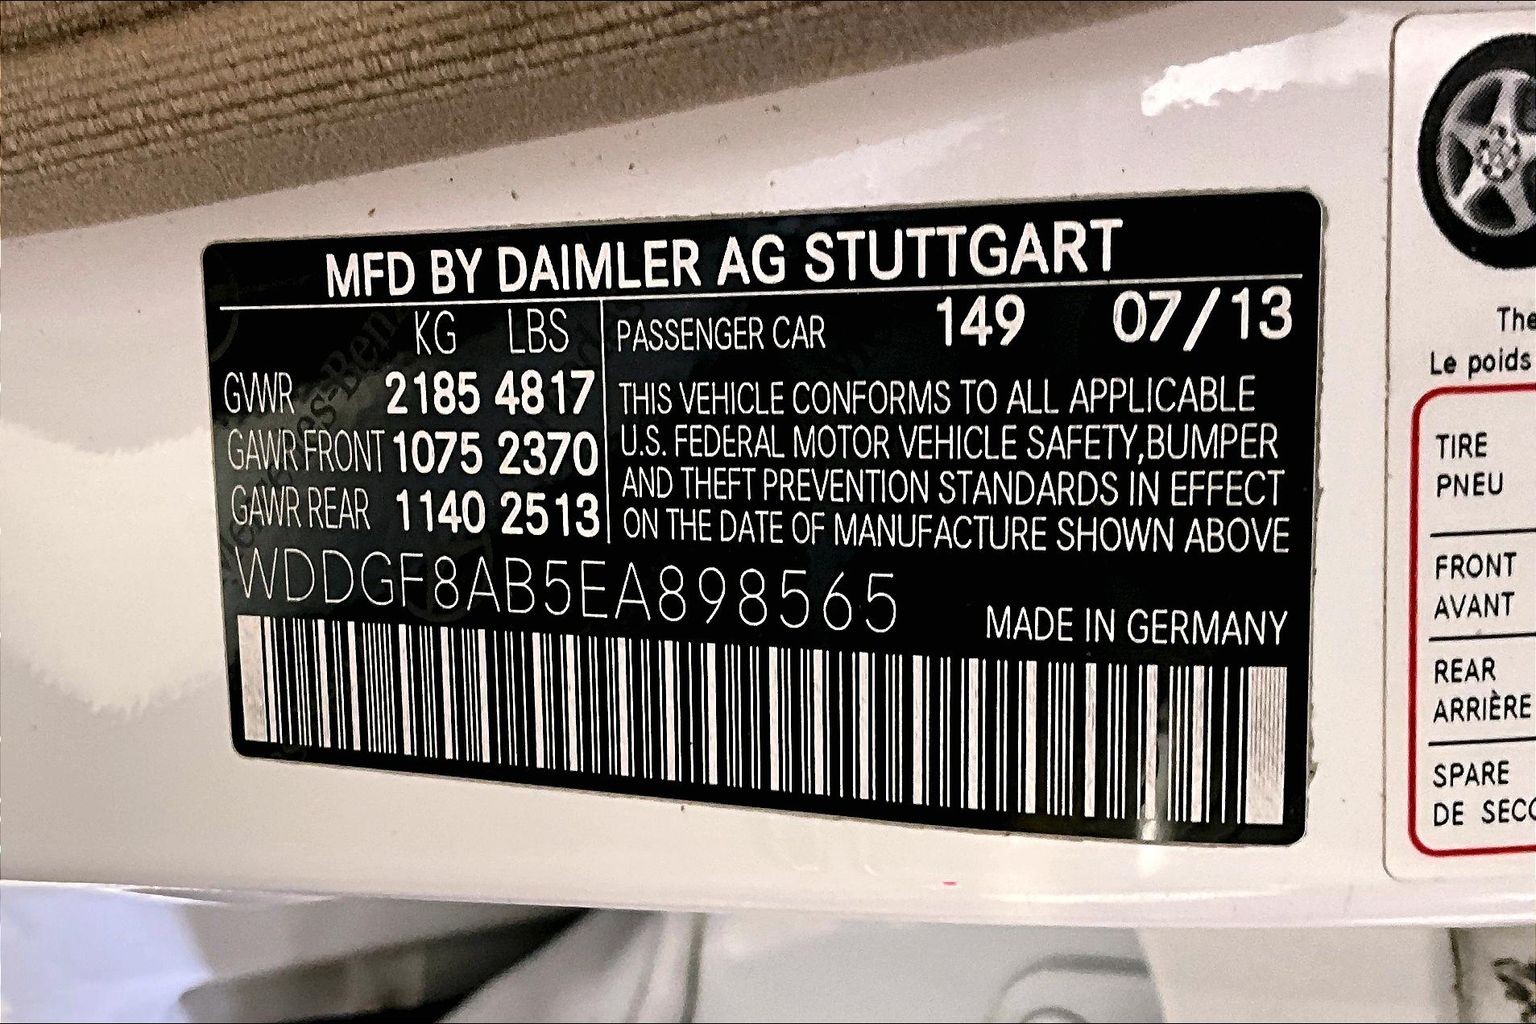 MFD BY DAIMLER AG STUTTGART
KG LBS
GVWR 2185 4817
GAWR FRONT 1075 2370
GAWR REAR 1140 2513
PASSENGER CAR 149 07/13
THIS VEHICLE CONFORMS TO ALL APPLICABLE
U.S. FEDERAL MOTOR VEHICLE SAFETY,BUMPER
AND THEFT PREVENTION STANDARDS IN EFFECT
ON THE DATE OF MANUFACTURE SHOWN ABOVE
WDDGF8AB5EA898565
MADE IN GERMANY
The
Le poids
TIRE
PNEU
FRONT
AVANT
REAR
ARRIÈRE
SPARE
DE